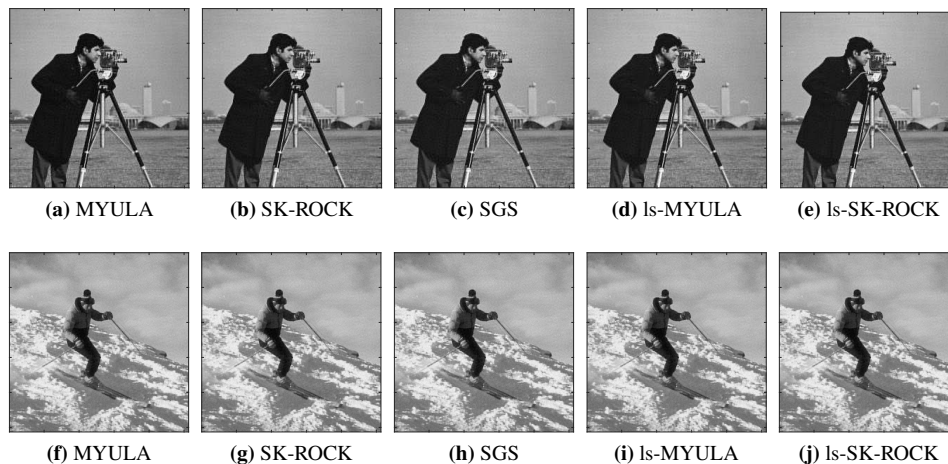 (a) MYULA (b) SK-ROCK (c) SGS (d) ls-MYULA (e) ls-SK-ROCK
(f) MYULA (g) SK-ROCK (h) SGS (i) ls-MYULA (j) ls-SK-ROCK